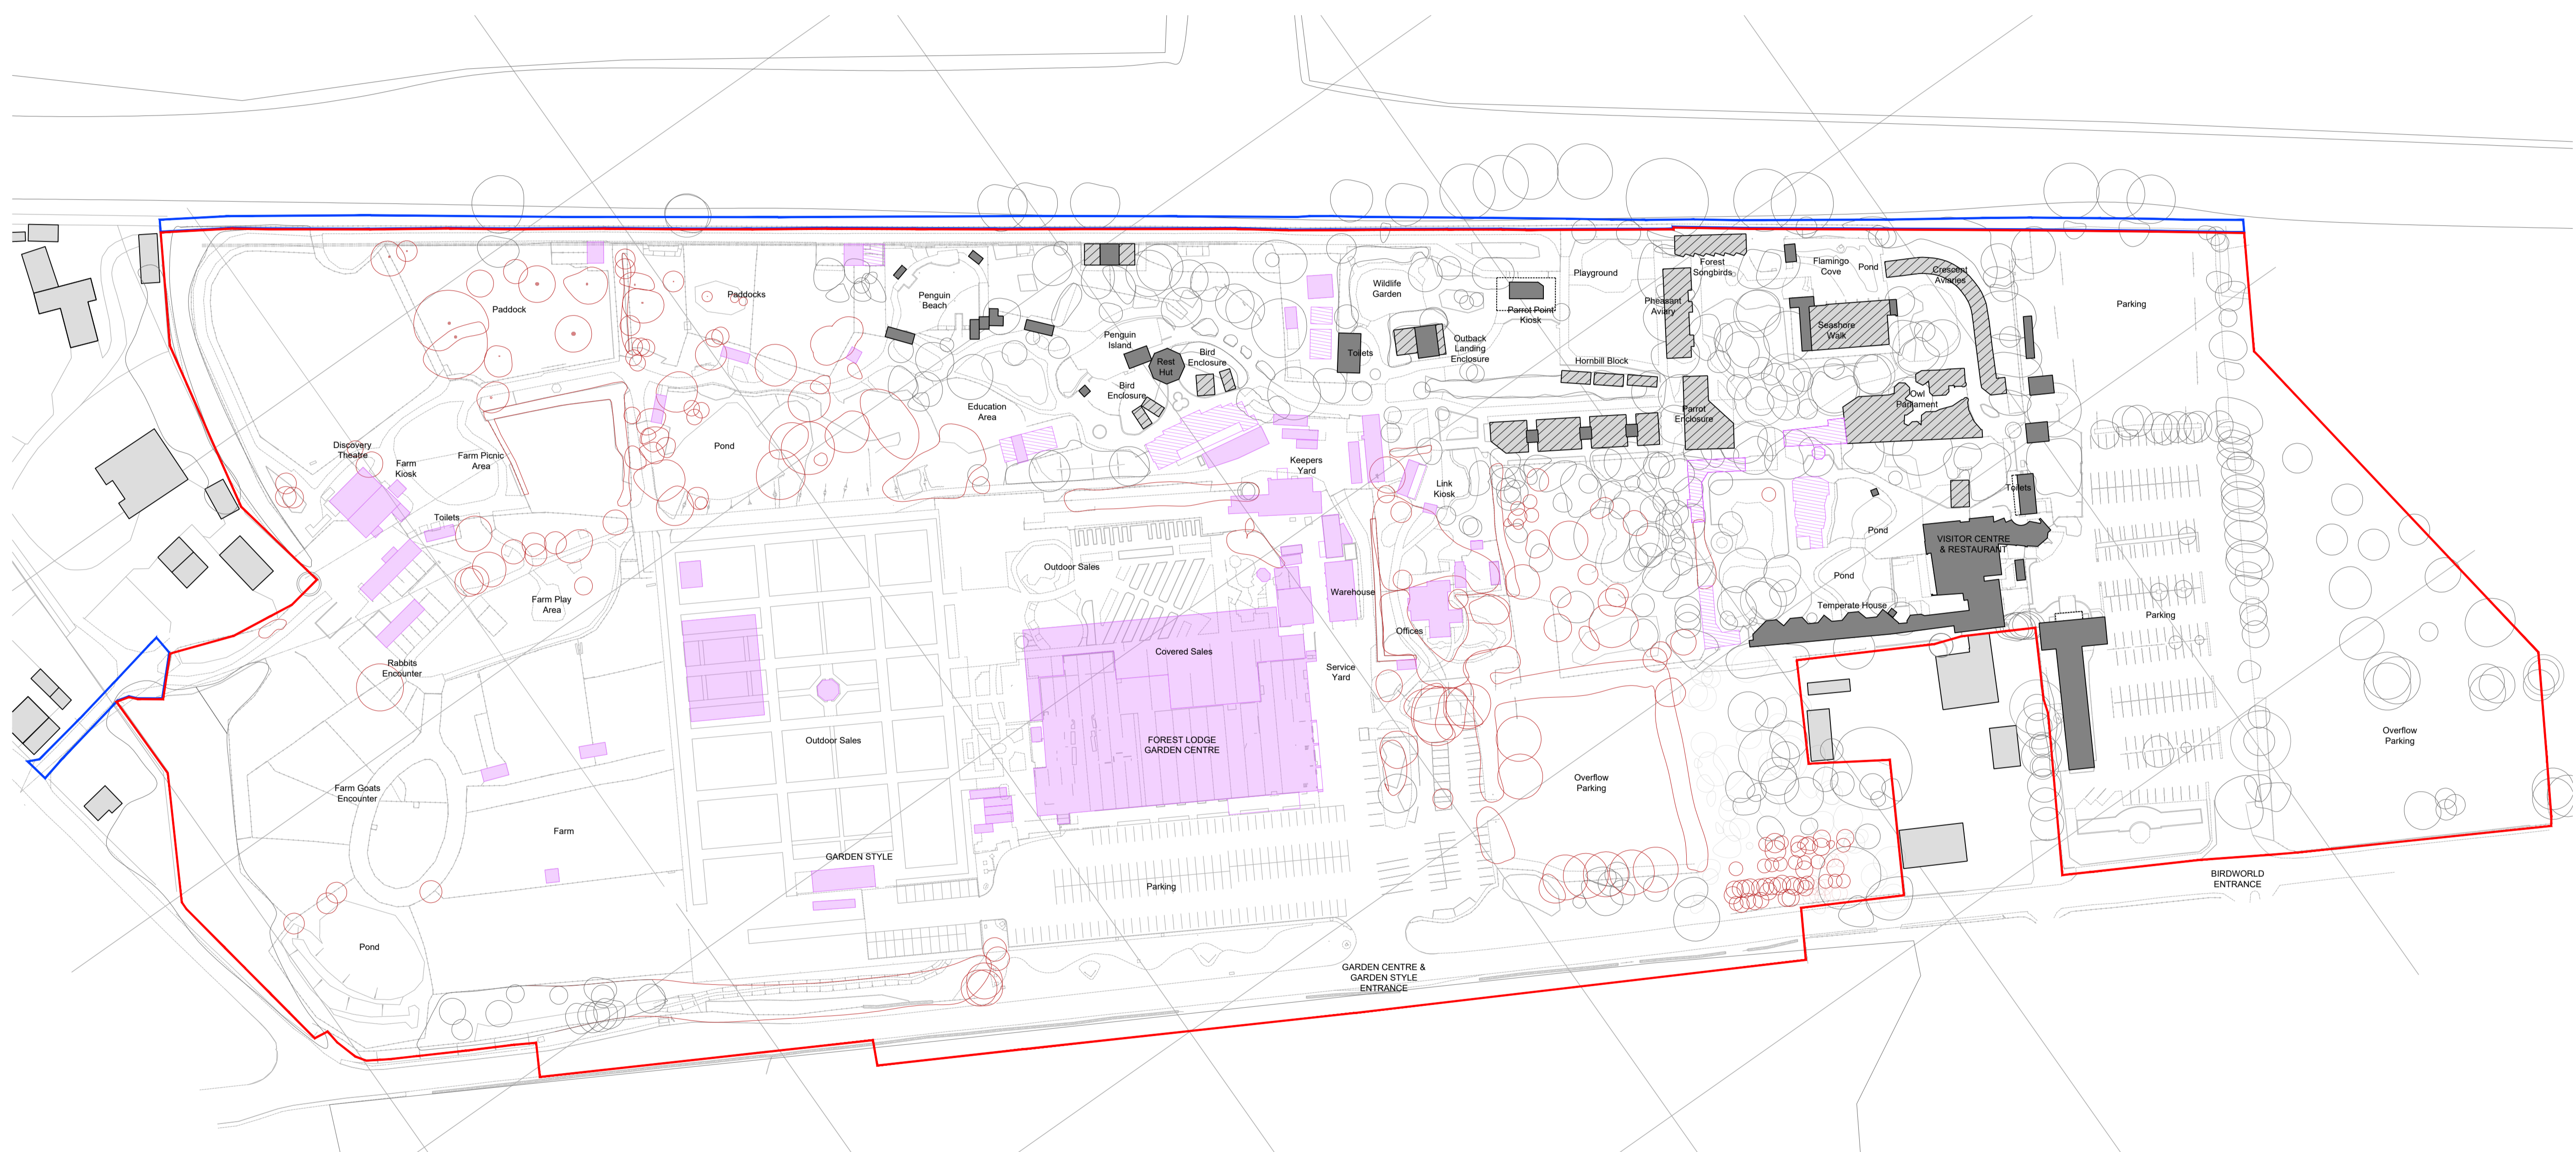 Forest
Songbirds
Flamingo
Cove
Pond
Crescent
Aviaries
Playground
Wildlife
Garden
Penguin
Beach
Paddocks
Paddock
Parking
Pheasant
Aviary
Parrot Point
Kiosk
Seashore
Walk
Penguin
Island
Rest
Hut
Bird
Enclosure
Toilets
Outback
Landing
Enclosure
Hornbill Block
Bird
Enclosure
Education
Area
Parrot
Enclosure
Owl
Parliament
Pond
Discovery
Theatre
Farm
Kiosk
Farm Picnic
Area
Keepers
Yard
Link
Kiosk
Toilets
Toilets
Pond
VISITOR CENTRE
& RESTAURANT
Outdoor Sales
Pond
Farm Play
Area
Warehouse
Temperate House
Parking
Offices
Covered Sales
Rabbits
Encounter
Service
Yard
Outdoor Sales
FOREST LODGE
GARDEN CENTRE
Overflow
Parking
Overflow
Parking
Farm Goats
Encounter
Farm
GARDEN STYLE
Parking
BIRDWORLD
ENTRANCE
Pond
GARDEN CENTRE &
GARDEN STYLE
ENTRANCE